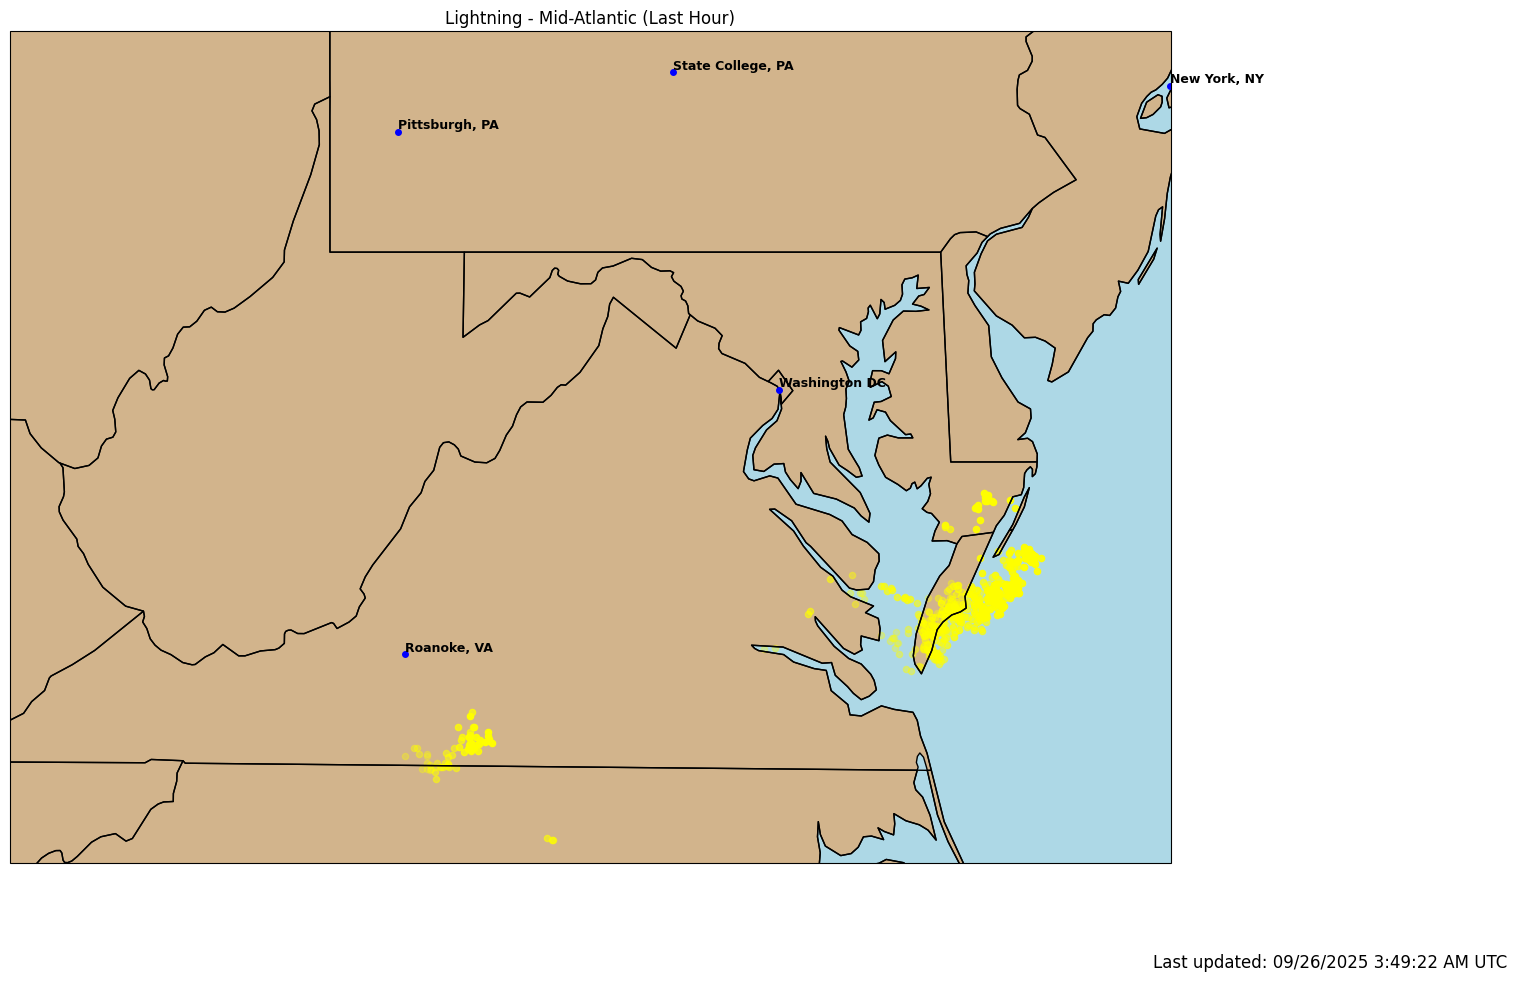 Lightning - Mid-Atlantic (Last Hour)
State College, PA
New York, NY
Pittsburgh, PA
Washington DC
Roanoke, VA
Last updated: 09/26/2025 3:49:22 AM UTC